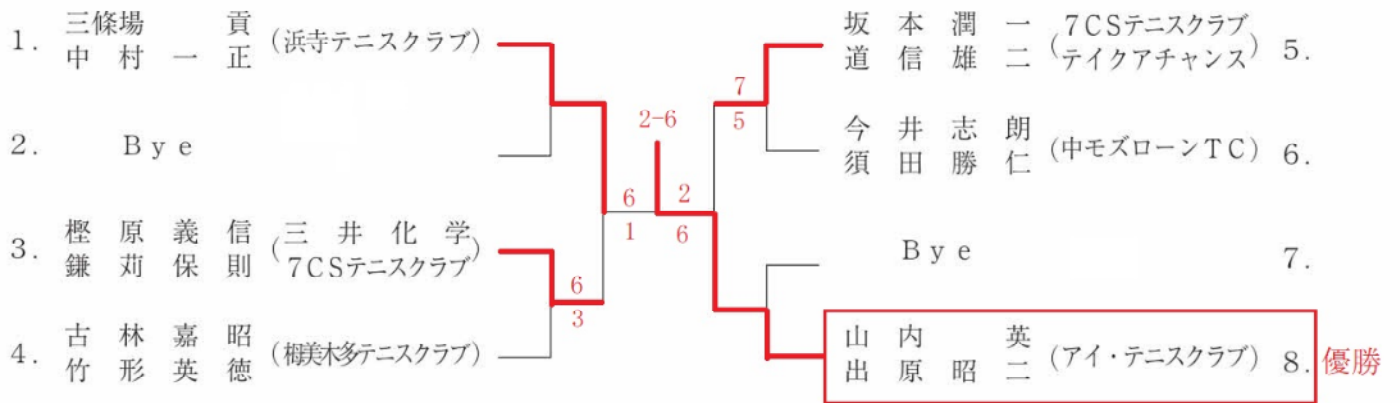 1. 三條場 貢 (浜寺テニスクラブ)
中村一正
2. Bye
3. 樫原義信 (三井化学
鎌苅保則 7CSテニスクラブ)
4. 古林嘉昭 (栂美木多テニスクラブ)
竹形英徳
6
3
6
1
2-6
2
6
7
5
坂本潤一 (7CSテニスクラブ 5.
道信雄二 テイクアチャンス)
今井志朗 (中モズローンTC) 6.
須田勝仁
Bye 7.
山内 英 (アイ・テニスクラブ) 8. 優勝
出原昭二